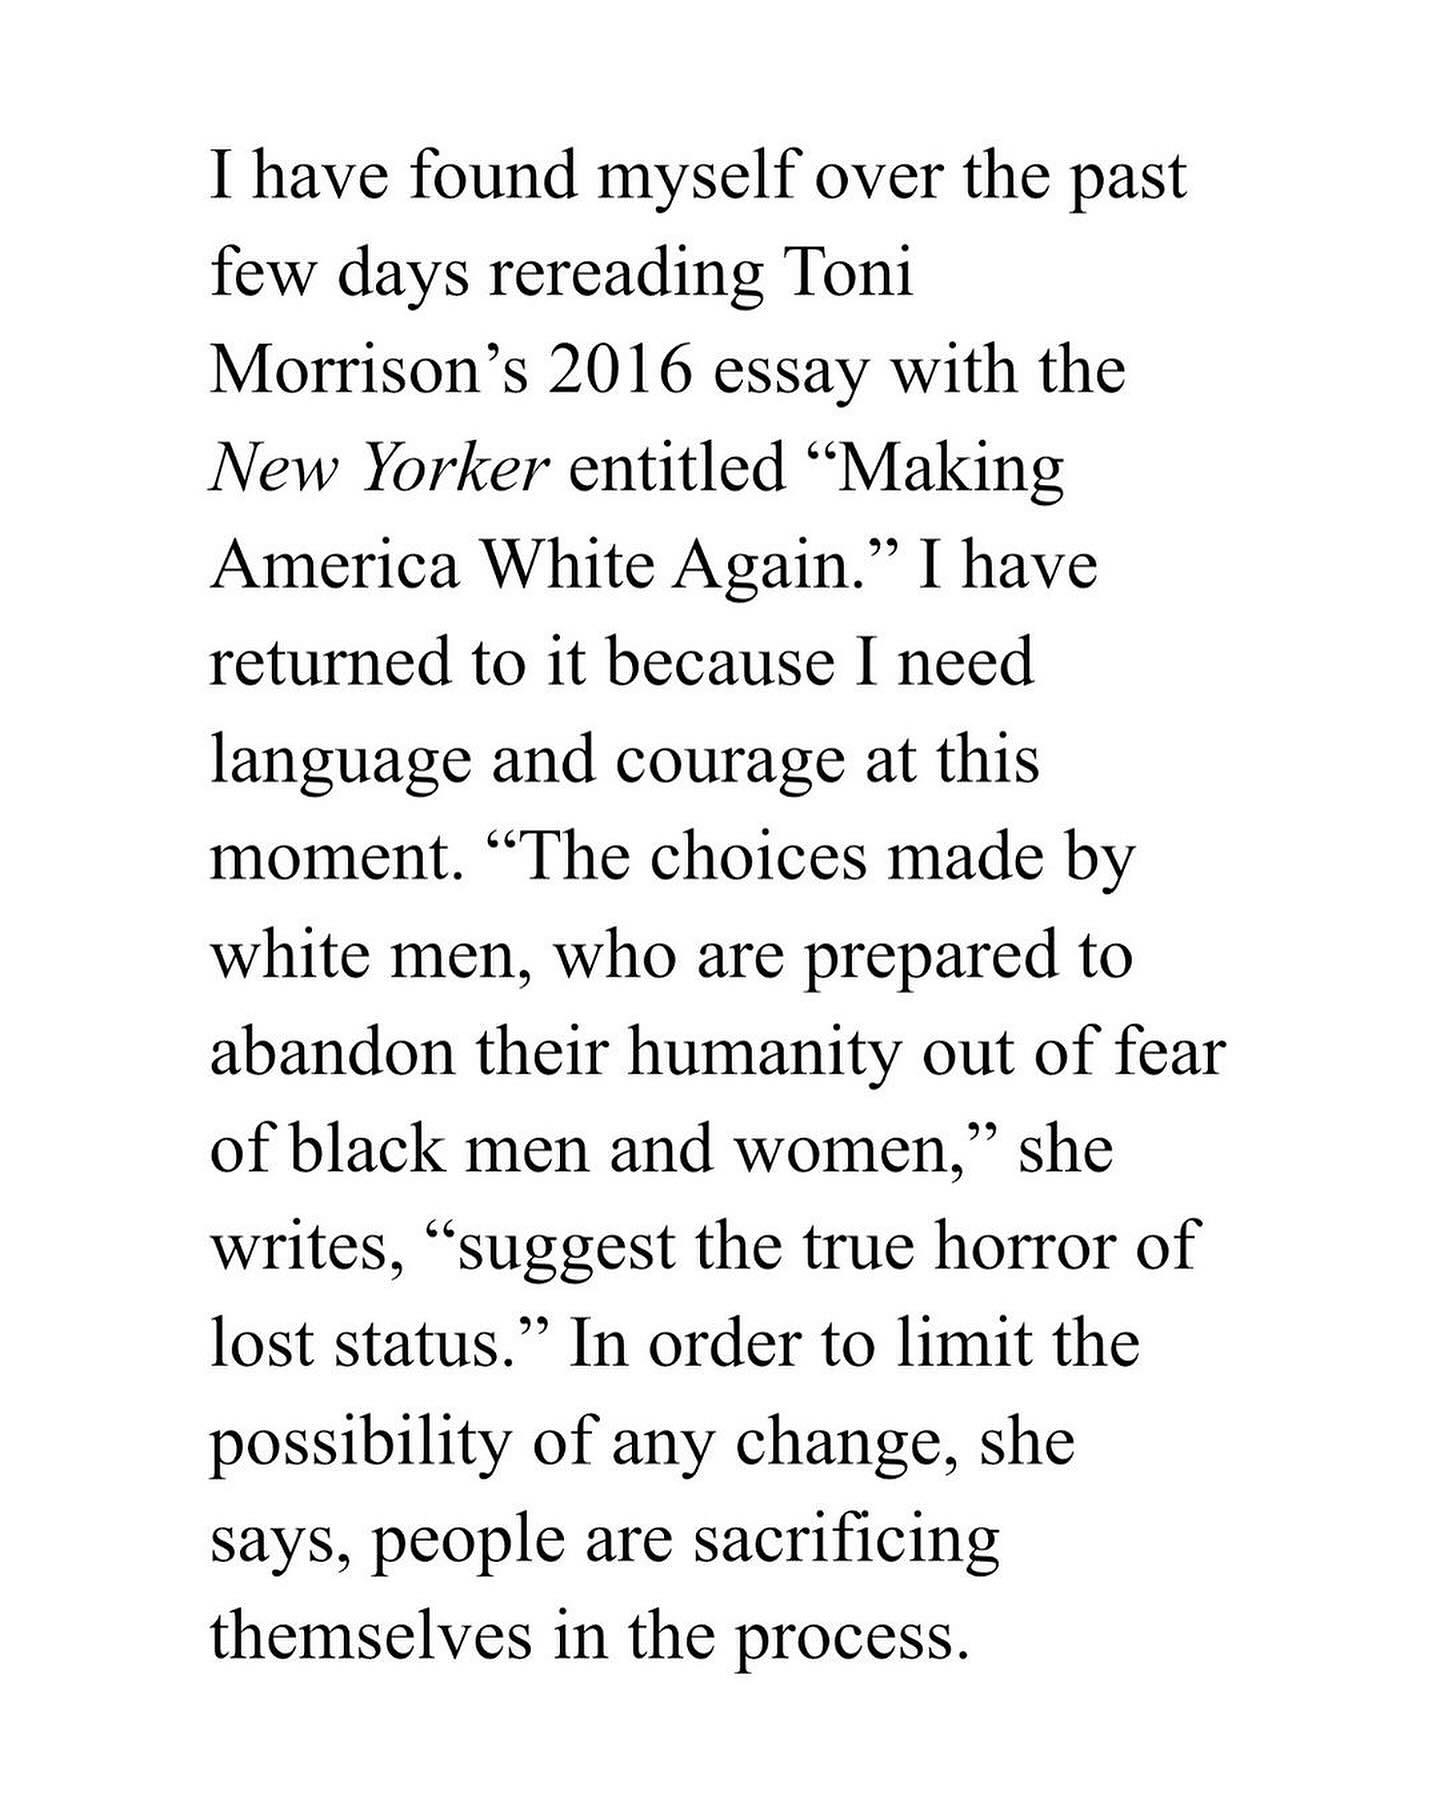 I have found myself over the past
few days rereading Toni
Morrison’s 2016 essay with the
New Yorker entitled “Making
America White Again.” I have
returned to it because I need
language and courage at this
moment. “The choices made by
white men, who are prepared to
abandon their humanity out of fear
of black men and women,” she
writes, “suggest the true horror of
lost status.” In order to limit the
possibility of any change, she
says, people are sacrificing
themselves in the process.